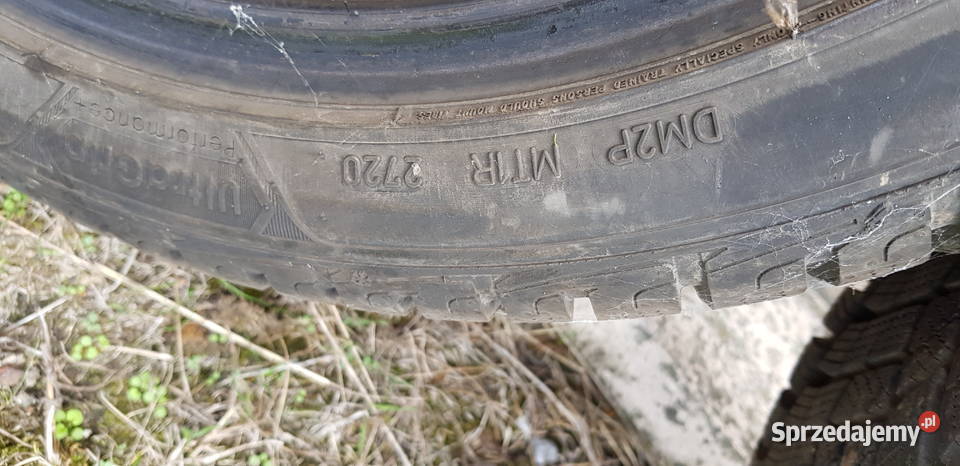 ONLY SPECIALLY TRAINED PERSONS SHOULD MOUNT TIRES
DM2P MT1R 2720
UltraGrip
Performance+
Sprzedajemy.pl